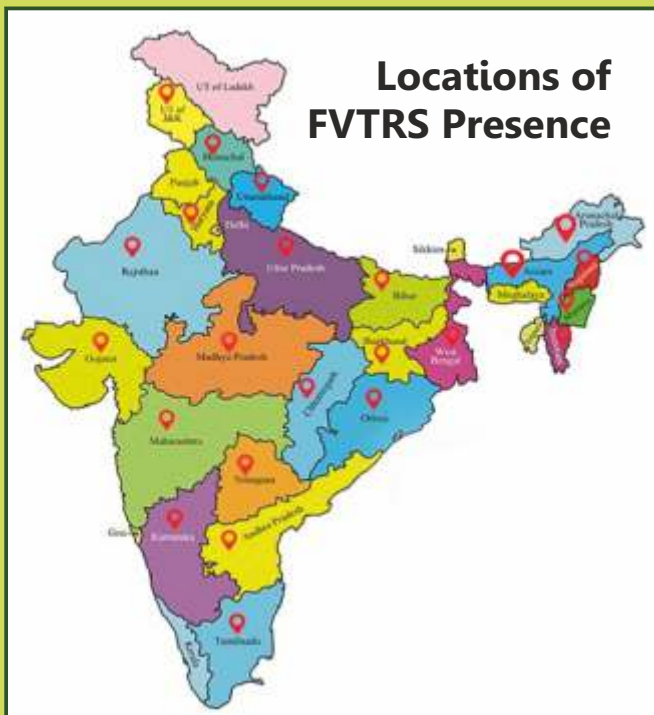 Locations of
FVTRS Presence
UT of Ladakh
UT of
J&K
Himachal
Punjab
Uttarakhand
Haryana
Delhi
Arunachal
Pradesh
Sikkim
Rajsthan
Uttar Pradesh
Assam
Bihar
Meghalaya
Jharkhand
West
Bengal
Gujarat
Madhya Pradesh
Chhattisgarh
Orissa
Maharashtra
Telangana
Andhra Pradesh
Goa
Karnataka
Tamilnadu
Kerala